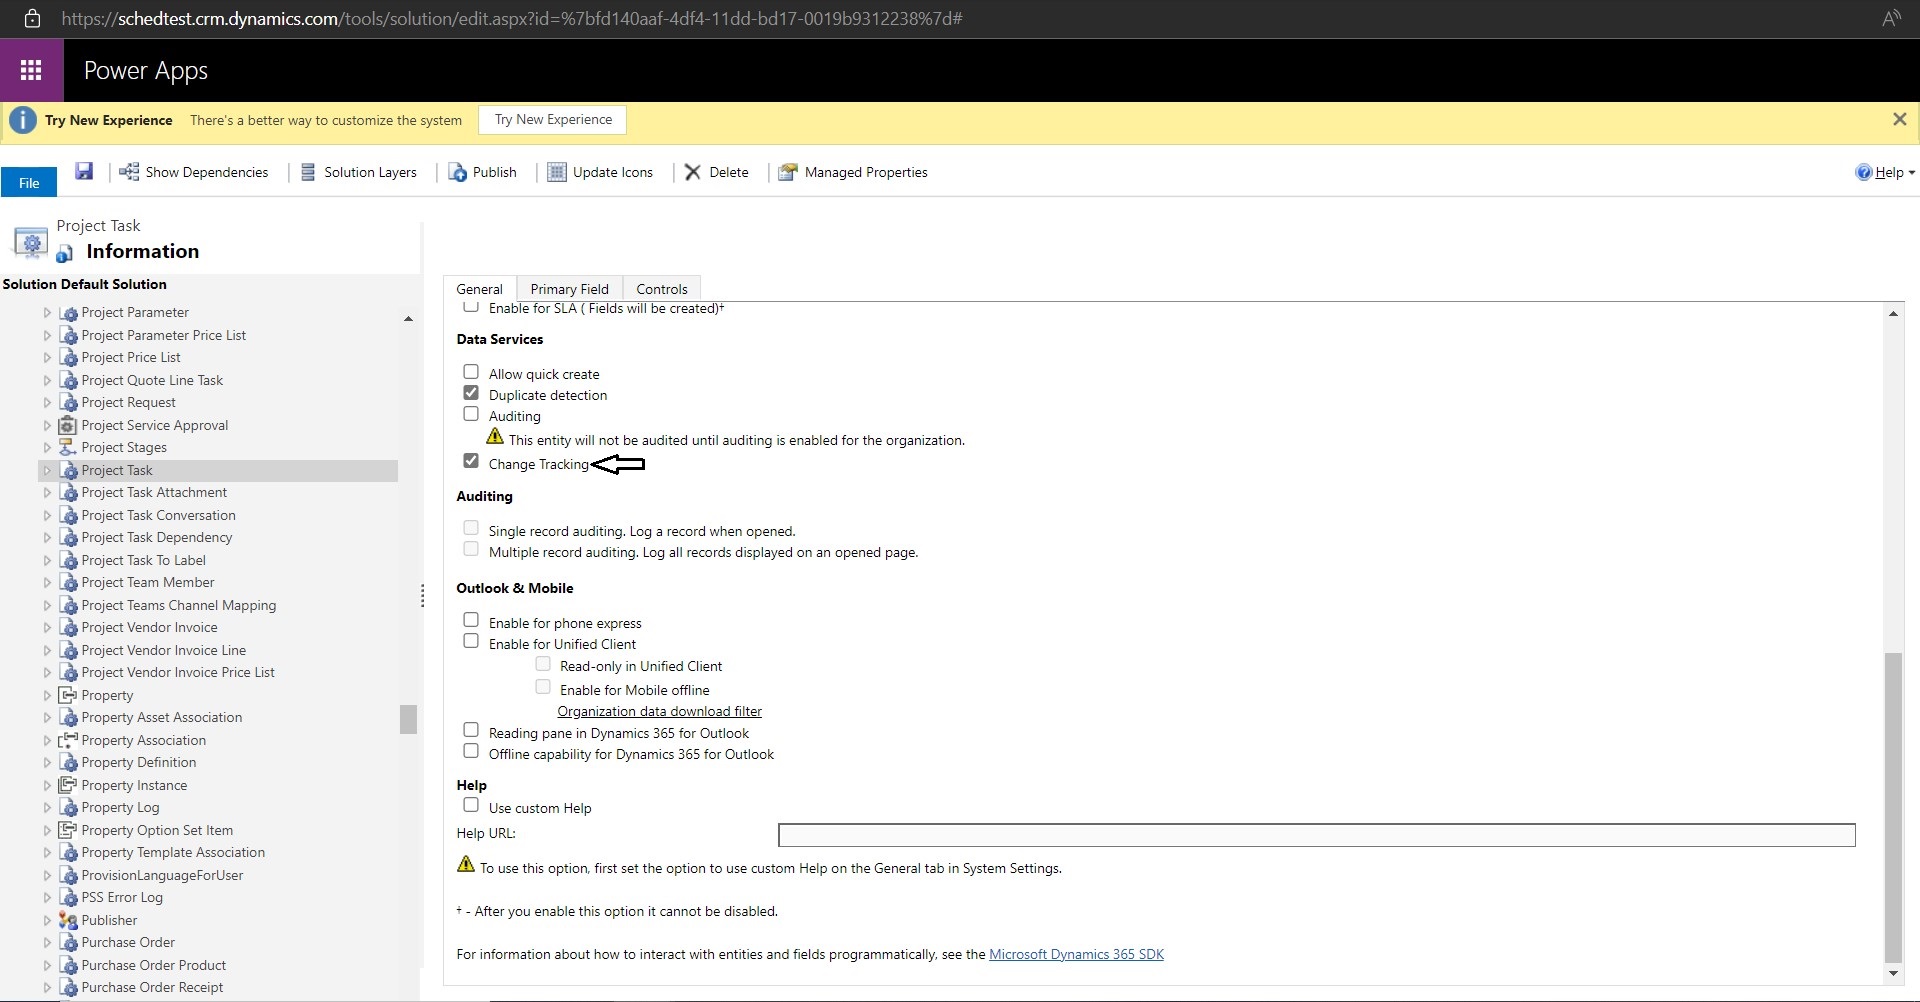 https://schedtest.crm.dynamics.com/tools/solution/edit.aspx?id=%7bfd140aaf-4df4-11dd-bd17-0019b9312238%7d#
Power Apps
Try New Experience There's a better way to customize the system Try New Experience
File Show Dependencies Solution Layers Publish Update Icons Delete Managed Properties Help
Project Task
Information
Solution Default Solution
Project Parameter
Project Parameter Price List
Project Price List
Project Quote Line Task
Project Request
Project Service Approval
Project Stages
Project Task
Project Task Attachment
Project Task Conversation
Project Task Dependency
Project Task To Label
Project Team Member
Project Teams Channel Mapping
Project Vendor Invoice
Project Vendor Invoice Line
Project Vendor Invoice Price List
Property
Property Asset Association
Property Association
Property Definition
Property Instance
Property Log
Property Option Set Item
Property Template Association
ProvisionLanguageForUser
PSS Error Log
Publisher
Purchase Order
Purchase Order Product
Purchase Order Receipt
General Primary Field Controls
Enable for SLA ( Fields will be created)†
Data Services
Allow quick create
Duplicate detection
Auditing
This entity will not be audited until auditing is enabled for the organization.
Change Tracking
Auditing
Single record auditing. Log a record when opened.
Multiple record auditing. Log all records displayed on an opened page.
Outlook & Mobile
Enable for phone express
Enable for Unified Client
Read-only in Unified Client
Enable for Mobile offline
Organization data download filter
Reading pane in Dynamics 365 for Outlook
Offline capability for Dynamics 365 for Outlook
Help
Use custom Help
Help URL:
To use this option, first set the option to use custom Help on the General tab in System Settings.
† - After you enable this option it cannot be disabled.
For information about how to interact with entities and fields programmatically, see the Microsoft Dynamics 365 SDK